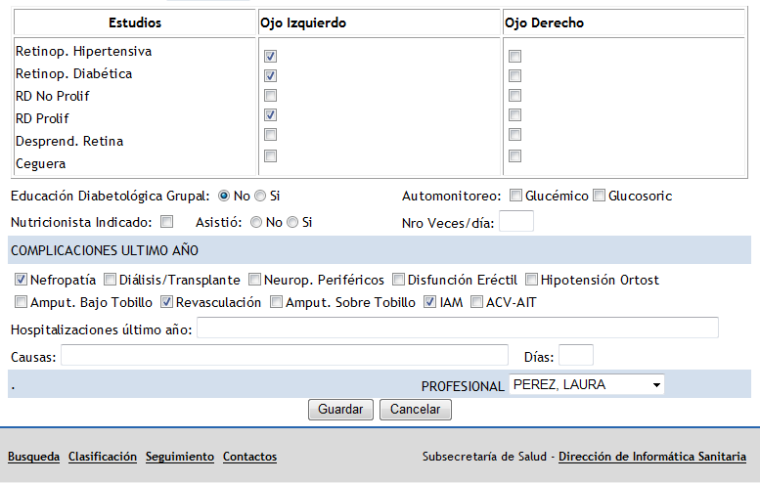 Estudios Ojo Izquierdo Ojo Derecho
Retinop. Hipertensiva
Retinop. Diabética
RD No Prolif
RD Prolif
Desprend. Retina
Ceguera
Educación Diabetológica Grupal: No Si Automonitoreo: Glucémico Glucosoric
Nutricionista Indicado: Asistió: No Si Nro Veces/día:
COMPLICACIONES ULTIMO AÑO
Nefropatía Diálisis/Transplante Neurop. Periféricos Disfunción Eréctil Hipotensión Ortost
Amput. Bajo Tobillo Revasculación Amput. Sobre Tobillo IAM ACV-AIT
Hospitalizaciones último año:
Causas: Días:
. PROFESIONAL PEREZ, LAURA
Guardar Cancelar
Busqueda Clasificación Seguimiento Contactos Subsecretaría de Salud - Dirección de Informática Sanitaria